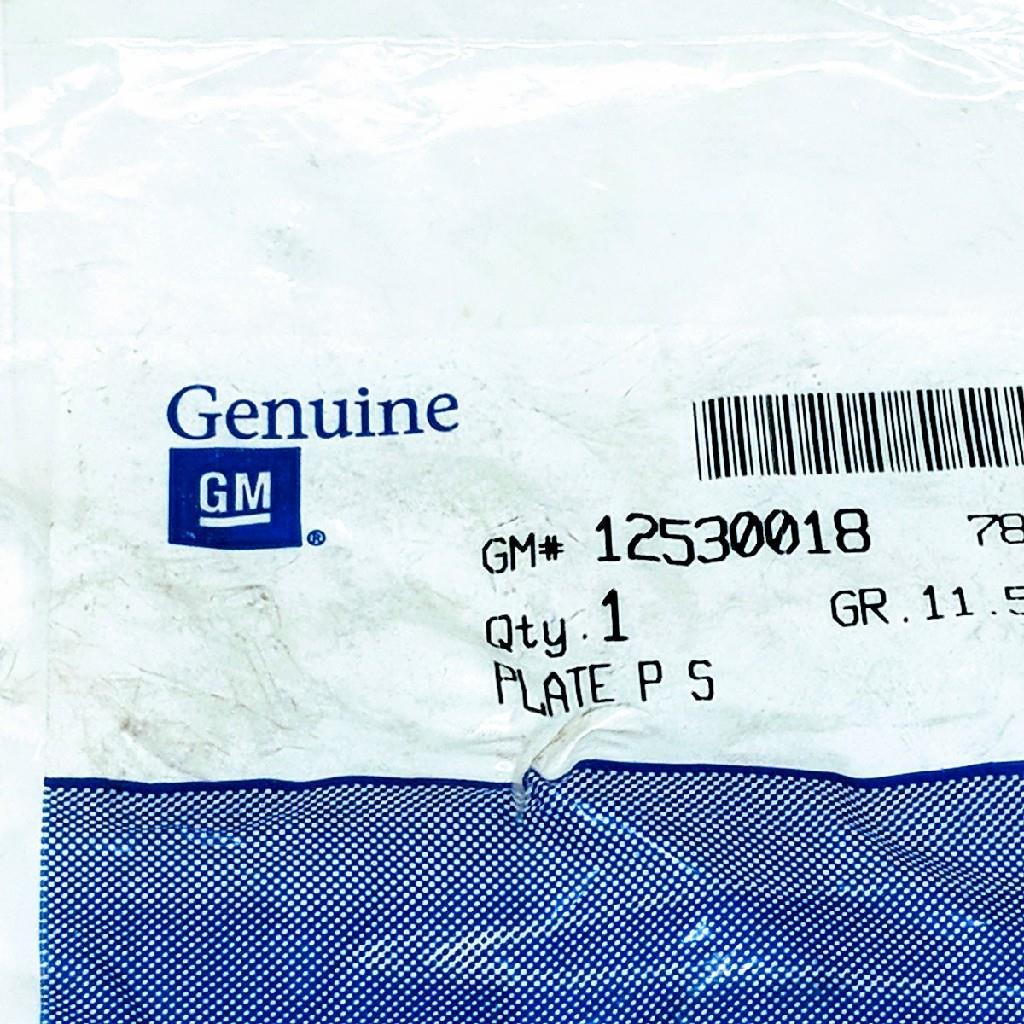 Genuine
GM
®
GM# 12530018 78
Qty.1 GR.11.5
PLATE P S